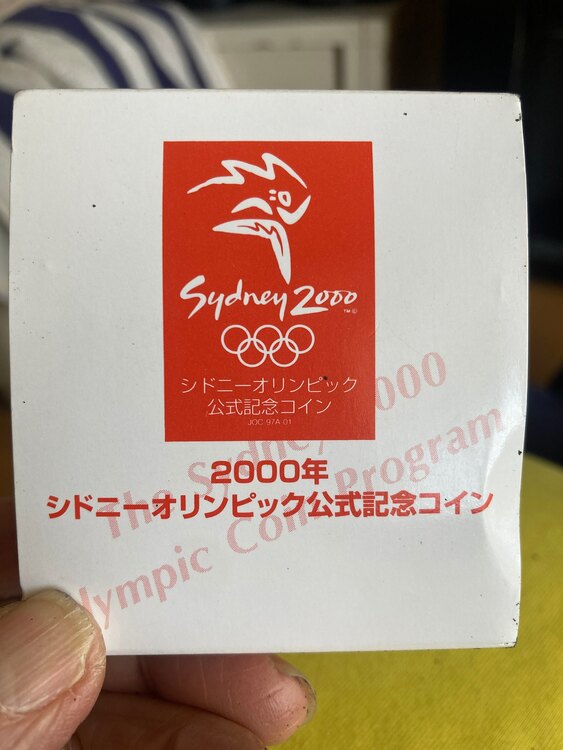 Sydney 2000
TM ©
シドニーオリンピック
公式記念コイン
JOC 97A 01
2000年
シドニーオリンピック公式記念コイン
The Sydney 2000
lympic Coin Program